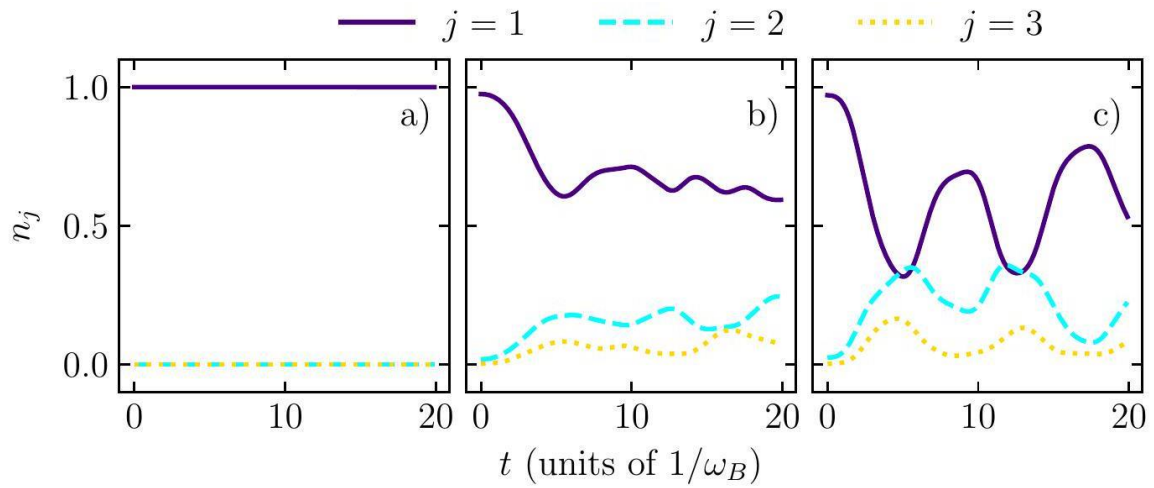 j = 1 j = 2 j = 3
a) b) c)
n_j
1.0
0.5
0.0
0 10 20 0 10 20 0 10 20
t (units of 1/ω_B)